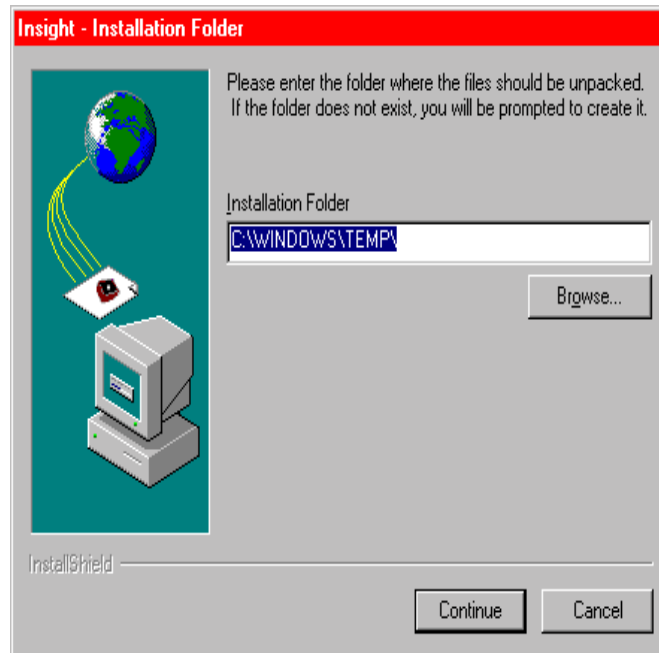 Insight - Installation Folder
Please enter the folder where the files should be unpacked.
If the folder does not exist, you will be prompted to create it.
Installation Folder
C:\WINDOWS\TEMP\
Browse...
InstallShield
Continue
Cancel